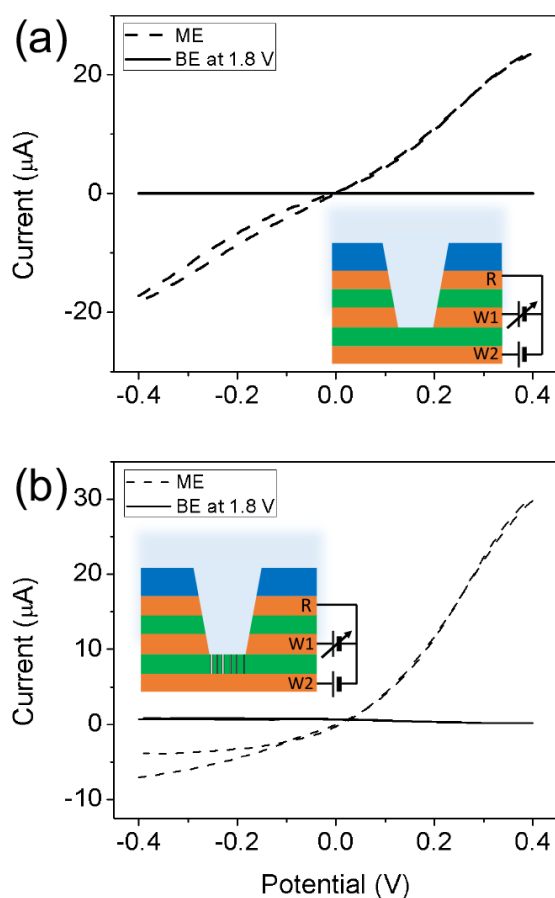 (a)
ME
BE at 1.8 V
20
0
-20
Current (μA)
R
W1
W2
-0.4 -0.2 0.0 0.2 0.4
(b)
ME
BE at 1.8 V
30
20
10
0
-10
Current (μA)
R
W1
W2
-0.4 -0.2 0.0 0.2 0.4
Potential (V)